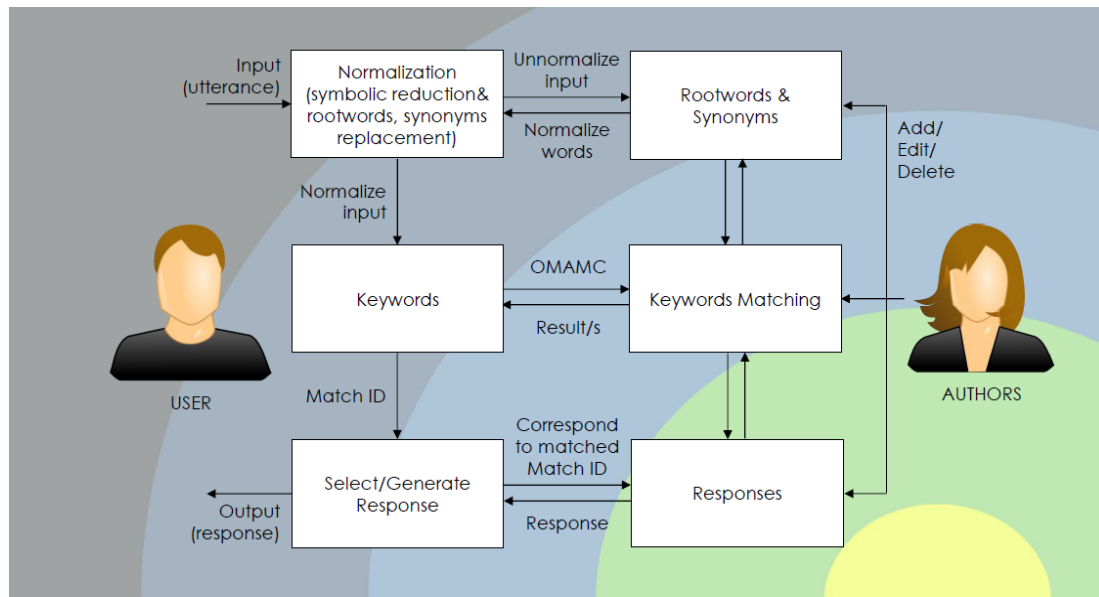 Input
(utterance)
Normalization
(symbolic reduction&
rootwords, synonyms
replacement)
Unnormalize
input
Normalize
words
Rootwords &
Synonyms
Add/
Edit/
Delete
Normalize
input
Keywords
OMAMC
Result/s
Keywords Matching
USER
AUTHORS
Match ID
Correspond
to matched
Match ID
Select/Generate
Response
Response
Responses
Output
(response)